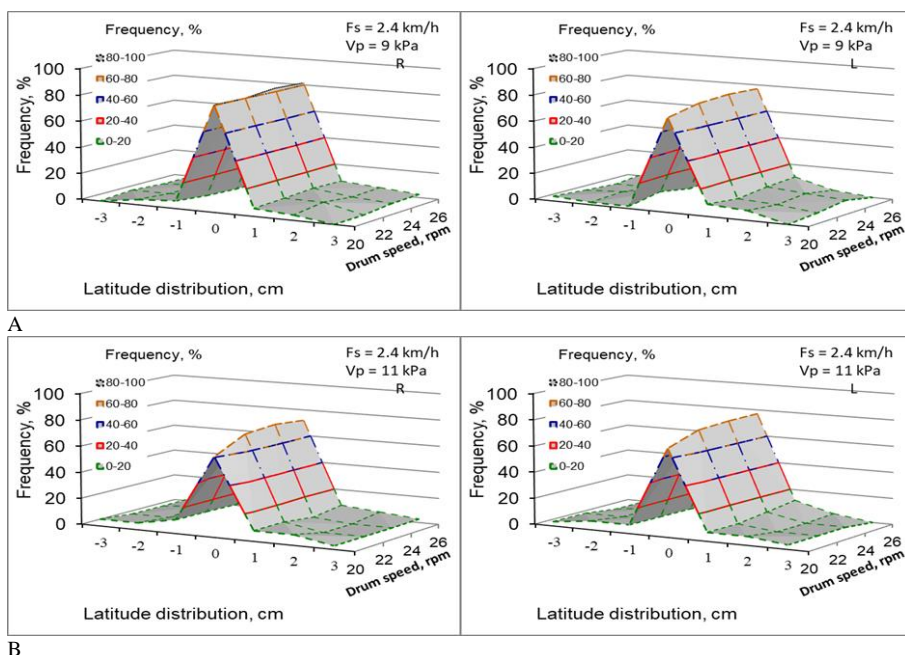 Frequency, %
Fs = 2.4 km/h
Vp = 9 kPa
R
80-100
60-80
40-60
20-40
0-20
Frequency, %
100
80
60
40
20
0
-3 -2 -1 0 1 2 3
20 22 24 26
Drum speed, rpm
Latitude distribution, cm
Frequency, %
Fs = 2.4 km/h
Vp = 9 kPa
L
80-100
60-80
40-60
20-40
0-20
Frequency, %
100
80
60
40
20
0
-3 -2 -1 0 1 2 3
20 22 24 26
Drum speed, rpm
Latitude distribution, cm
A
Frequency, %
Fs = 2.4 km/h
Vp = 11 kPa
R
80-100
60-80
40-60
20-40
0-20
Frequency, %
100
80
60
40
20
0
-3 -2 -1 0 1 2 3
20 22 24 26
Drum speed, rpm
Latitude distribution, cm
Frequency, %
Fs = 2.4 km/h
Vp = 11 kPa
L
80-100
60-80
40-60
20-40
0-20
Frequency, %
100
80
60
40
20
0
-3 -2 -1 0 1 2 3
20 22 24 26
Drum speed, rpm
Latitude distribution, cm
B